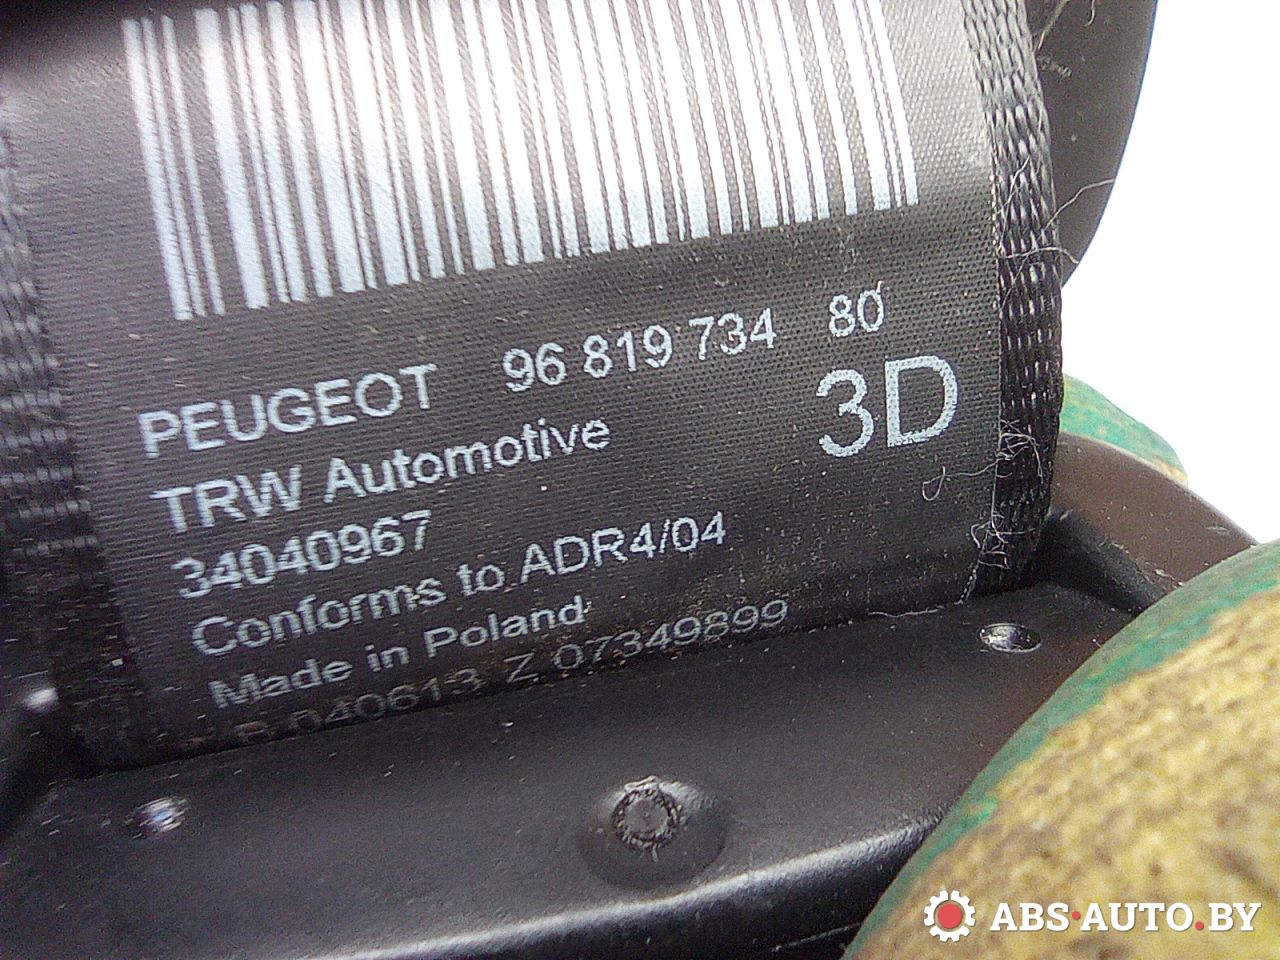 PEUGEOT 96 819 734 80
TRW Automotive 3D
34040967
Conforms to ADR4/04
Made in Poland
B 040613 Z 07349899
ABS·AUTO.BY